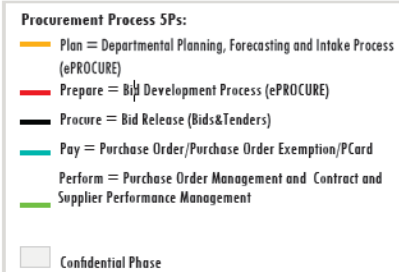 Procurement Process 5Ps:
Plan = Departmental Planning, Forecasting and Intake Process
(ePROCURE)
Prepare = Bid Development Process (ePROCURE)
Procure = Bid Release (Bids&Tenders)
Pay = Purchase Order/Purchase Order Exemption/PCard
Perform = Purchase Order Management and Contract and
Supplier Performance Management
Confidential Phase